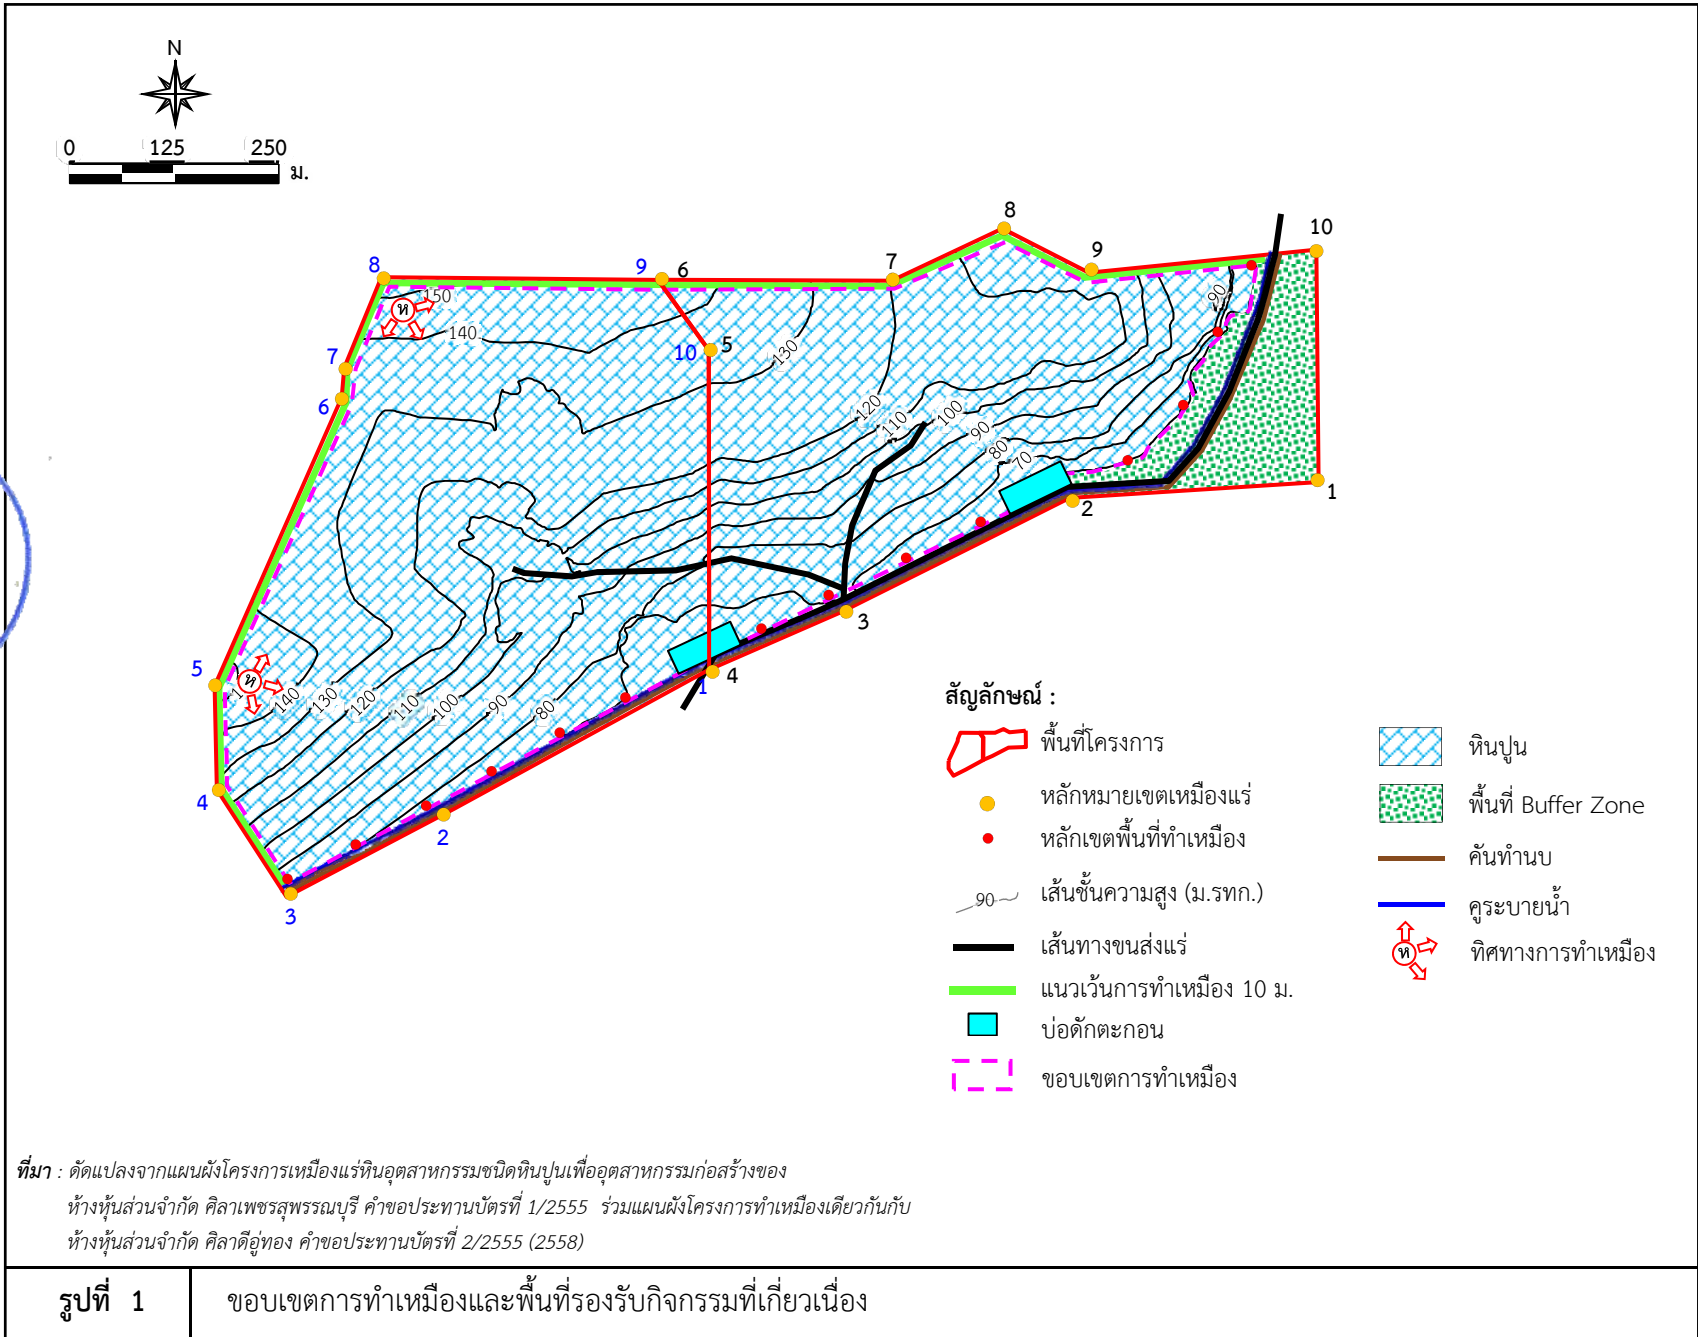 N
0 125 250 ม.
8
9
6
7
8
9
10
7
6
10
5
5
4
3
2
1
4
3
2
1
150
140
130
120
110
100
90
80
70
90
140
130
120
110
100
90
80
ห
ห
สัญลักษณ์ :
พื้นที่โครงการ
หลักหมายเขตเหมืองแร่
หลักเขตพื้นที่ทำเหมือง
90 เส้นชั้นความสูง (ม.รทก.)
เส้นทางขนส่งแร่
แนวเว้นการทำเหมือง 10 ม.
บ่อดักตะกอน
ขอบเขตการทำเหมือง
หินปูน
พื้นที่ Buffer Zone
คันทำนบ
คูระบายน้ำ
ห ทิศทางการทำเหมือง
ที่มา : ดัดแปลงจากแผนผังโครงการเหมืองแร่หินอุตสาหกรรมชนิดหินปูนเพื่ออุตสาหกรรมก่อสร้างของ
ห้างหุ้นส่วนจำกัด ศิลาเพชรสุพรรณบุรี คำขอประทานบัตรที่ 1/2555 ร่วมแผนผังโครงการทำเหมืองเดียวกันกับ
ห้างหุ้นส่วนจำกัด ศิลาดีอู่ทอง คำขอประทานบัตรที่ 2/2555 (2558)
รูปที่ 1 ขอบเขตการทำเหมืองและพื้นที่รองรับกิจกรรมที่เกี่ยวเนื่อง